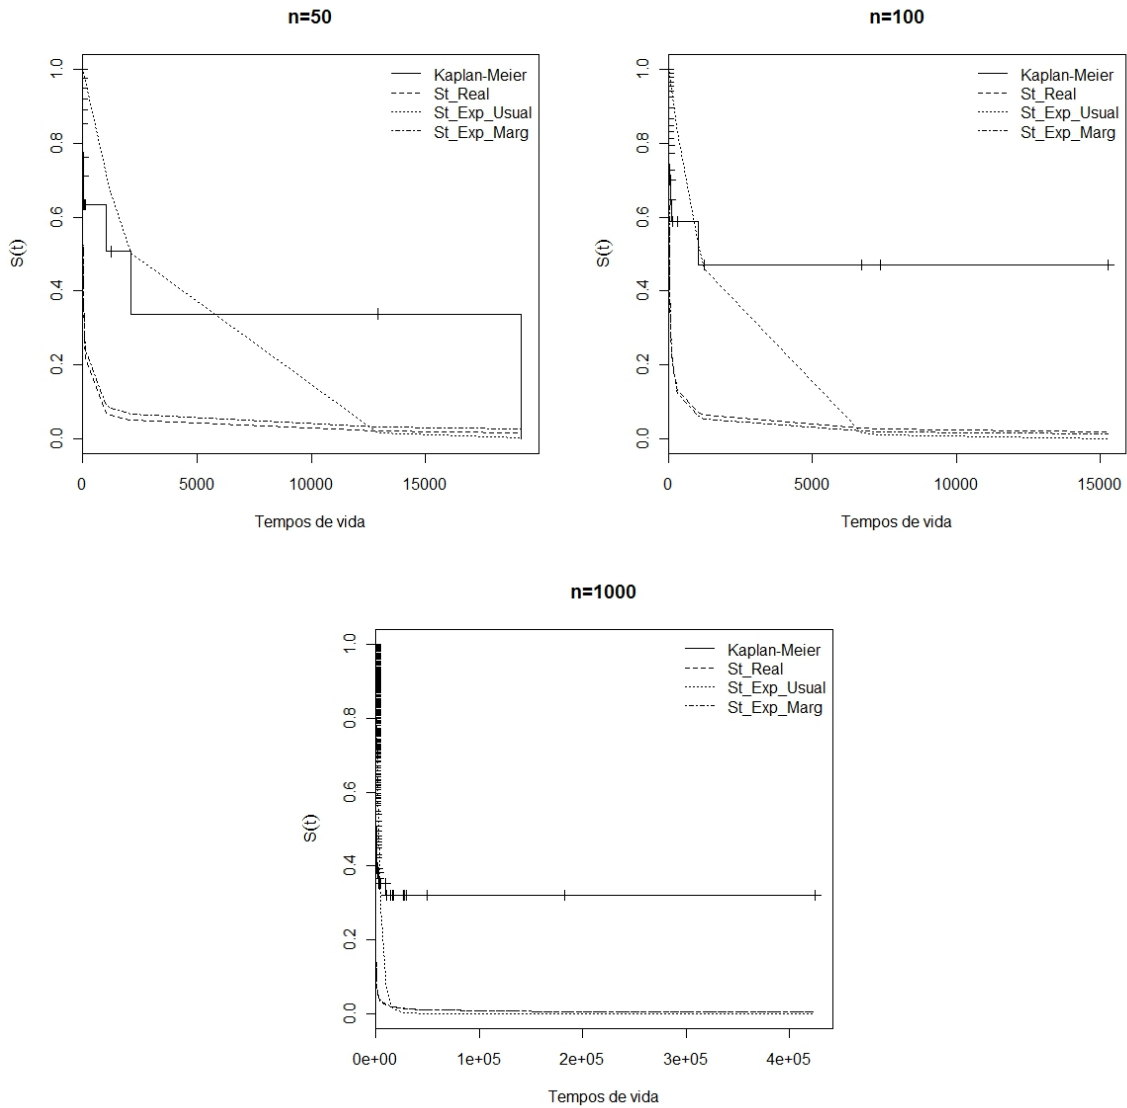 n=50
Kaplan-Meier
St_Real
St_Exp_Usual
St_Exp_Marg
S(t)
0.0 0.2 0.4 0.6 0.8 1.0
0 5000 10000 15000
Tempos de vida
n=100
Kaplan-Meier
St_Real
St_Exp_Usual
St_Exp_Marg
S(t)
0.0 0.2 0.4 0.6 0.8 1.0
0 5000 10000 15000
Tempos de vida
n=1000
Kaplan-Meier
St_Real
St_Exp_Usual
St_Exp_Marg
S(t)
0.0 0.2 0.4 0.6 0.8 1.0
0e+00 1e+05 2e+05 3e+05 4e+05
Tempos de vida